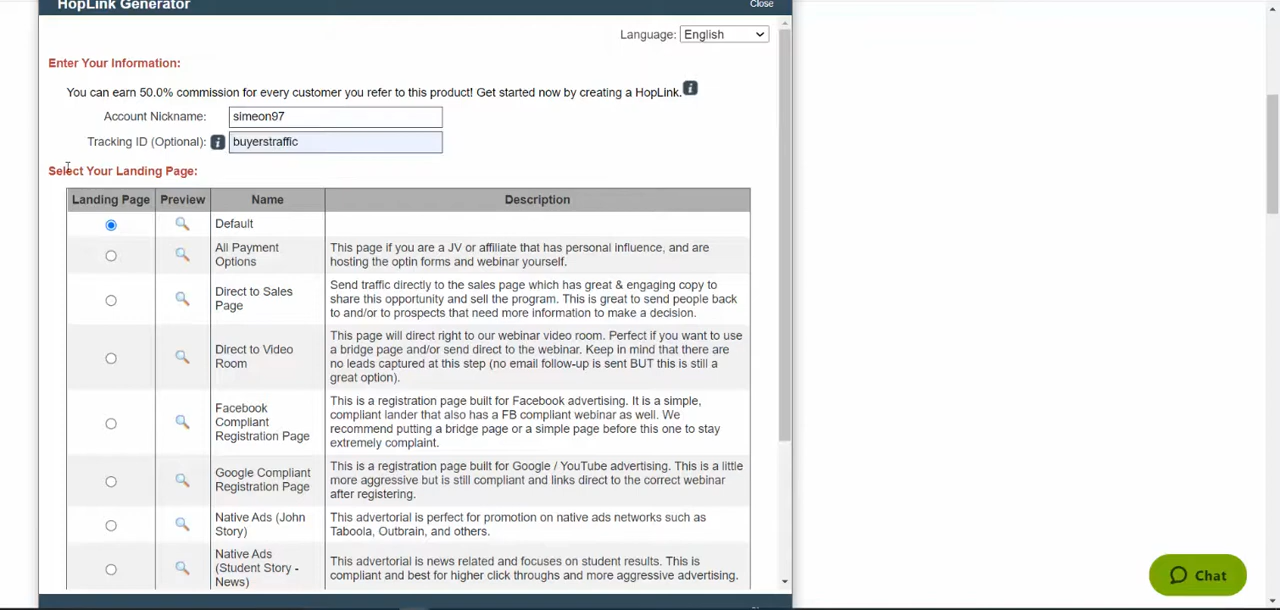 HopLink Generator
Close
Language: English
Enter Your Information:
You can earn 50.0% commission for every customer you refer to this product! Get started now by creating a HopLink. i
Account Nickname: simeon97
Tracking ID (Optional): i buyerstraffic
Select Your Landing Page:
Landing Page Preview Name Description
Default
All Payment
Options
This page if you are a JV or affiliate that has personal influence, and are
hosting the optin forms and webinar yourself.
Direct to Sales
Page
Send traffic directly to the sales page which has great & engaging copy to
share this opportunity and sell the program. This is great to send people back
to and/or to prospects that need more information to make a decision.
Direct to Video
Room
This page will direct right to our webinar video room. Perfect if you want to use
a bridge page and/or send direct to the webinar. Keep in mind that there are
no leads captured at this step (no email follow-up is sent BUT this is still a
great option).
Facebook
Compliant
Registration Page
This is a registration page built for Facebook advertising. It is a simple,
compliant lander that also has a FB compliant webinar as well. We
recommend putting a bridge page or a simple page before this one to stay
extremely complaint.
Google Compliant
Registration Page
This is a registration page built for Google / YouTube advertising. This is a little
more aggressive but is still compliant and links direct to the correct webinar
after registering.
Native Ads (John
Story)
This advertorial is perfect for promotion on native ads networks such as
Taboola, Outbrain, and others.
Native Ads
(Student Story -
News)
This advertorial is news related and focuses on student results. This is
compliant and best for higher click throughs and more aggressive advertising.
Chat